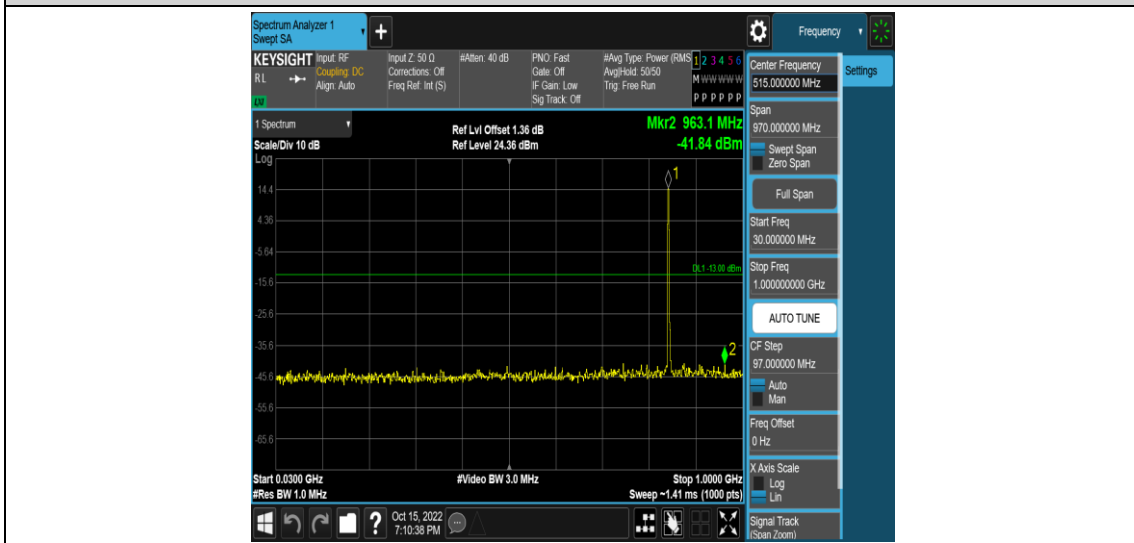 Spectrum Analyzer 1
Swept SA
Frequency
KEYSIGHT
RL
LXI
Input: RF
Coupling: DC
Align: Auto
Input Z: 50 Ω
Corrections: Off
Freq Ref: Int (S)
#Atten: 40 dB
PNO: Fast
Gate: Off
IF Gain: Low
Sig Track: Off
#Avg Type: Power (RMS
Avg|Hold: 50/50
Trig: Free Run
1 2 3 4 5 6
M W W W W W
P P P P P P
1 Spectrum
Scale/Div 10 dB
Log
Ref Lvl Offset 1.36 dB
Ref Level 24.36 dBm
Mkr2 963.1 MHz
-41.84 dBm
1
14.4
4.36
-5.64
DL1 -13.00 dBm
-15.6
-25.6
-35.6
2
-45.6
-55.6
-65.6
Start 0.0300 GHz
#Res BW 1.0 MHz
#Video BW 3.0 MHz
Stop 1.0000 GHz
Sweep ~1.41 ms (1000 pts)
Oct 15, 2022
7:10:38 PM
Center Frequency
515.000000 MHz
Settings
Span
970.000000 MHz
Swept Span
Zero Span
Full Span
Start Freq
30.000000 MHz
Stop Freq
1.000000000 GHz
AUTO TUNE
CF Step
97.000000 MHz
Auto
Man
Freq Offset
0 Hz
X Axis Scale
Log
Lin
Signal Track
(Span Zoom)